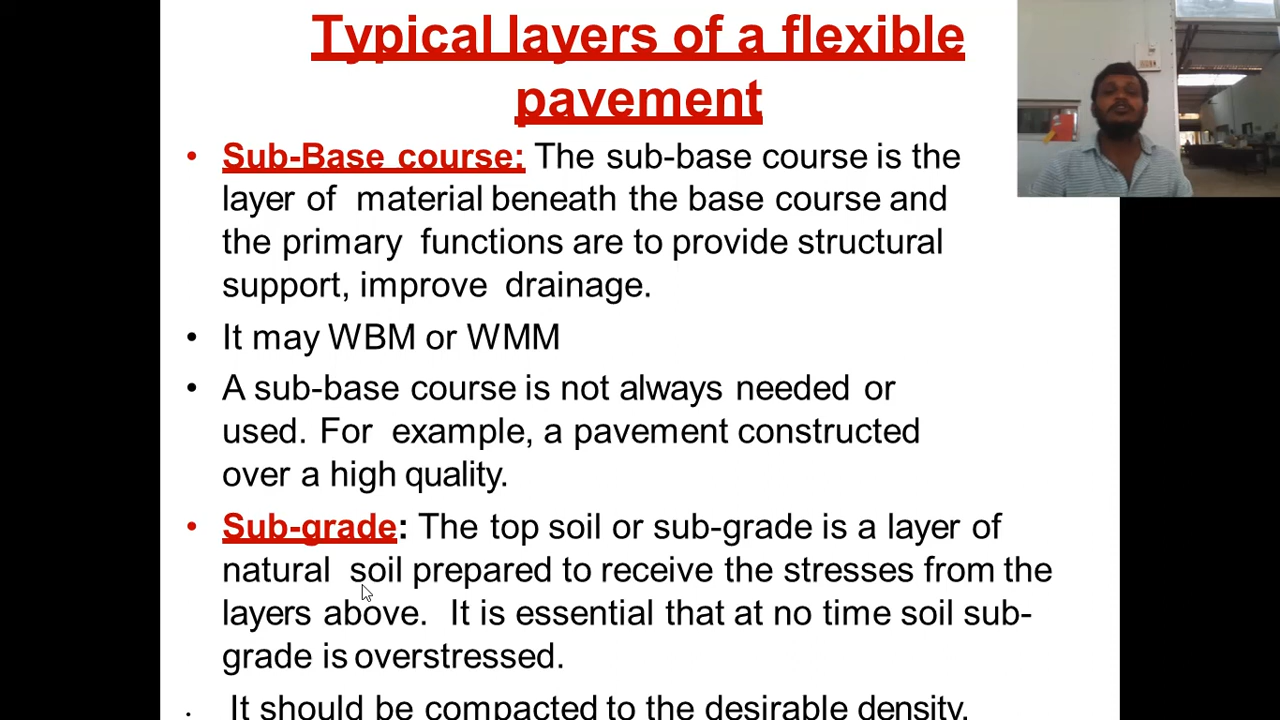 Typical layers of a flexible
pavement
• Sub-Base course: The sub-base course is the
layer of material beneath the base course and
the primary functions are to provide structural
support, improve drainage.
• It may WBM or WMM
• A sub-base course is not always needed or
used. For example, a pavement constructed
over a high quality.
• Sub-grade: The top soil or sub-grade is a layer of
natural soil prepared to receive the stresses from the
layers above. It is essential that at no time soil sub-
grade is overstressed.
• It should be compacted to the desirable density,